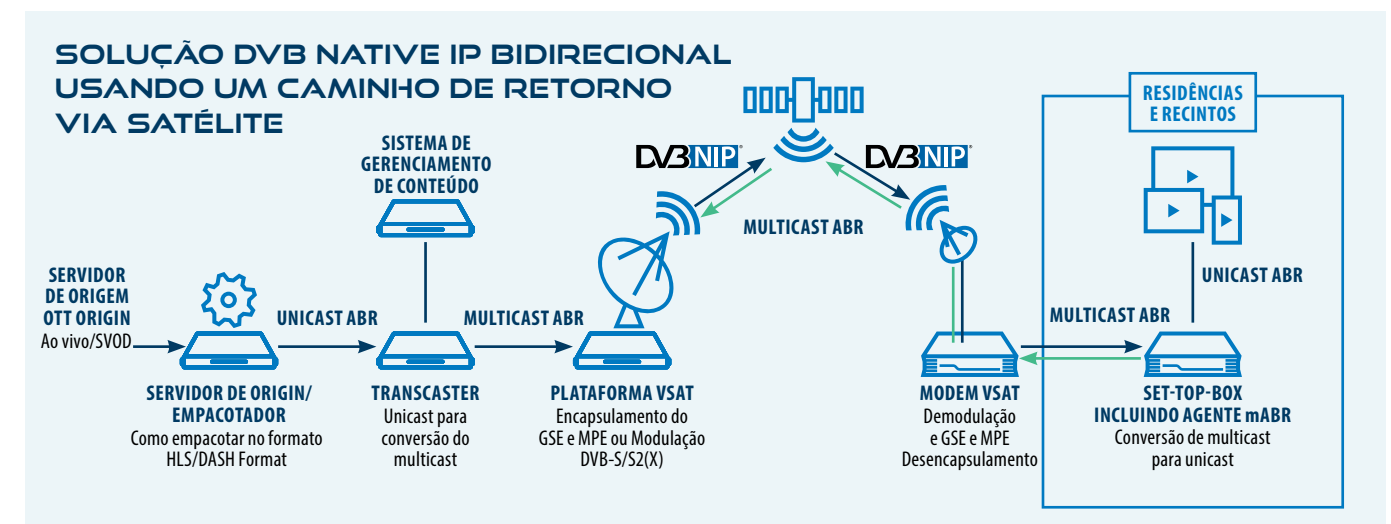 SOLUÇÃO DVB NATIVE IP BIDIRECIONAL
USANDO UM CAMINHO DE RETORNO
VIA SATÉLITE
SISTEMA DE
GERENCIAMENTO
DE CONTEÚDO
DVB NIP
DVB NIP
RESIDÊNCIAS
E RECINTOS
MULTICAST ABR
SERVIDOR
DE ORIGEM
OTT ORIGIN
Ao vivo/SVOD
UNICAST ABR
MULTICAST ABR
MULTICAST ABR
UNICAST ABR
SERVIDOR DE ORIGIN/
EMPACOTADOR
Como empacotar no formato
HLS/DASH Format
TRANSCASTER
Unicast para
conversão do
multicast
PLATAFORMA VSAT
Encapsulamento do
GSE e MPE ou Modulação
DVB-S/S2(X)
MODEM VSAT
Demodulação
e GSE e MPE
Desencapsulamento
SET-TOP-BOX
INCLUINDO AGENTE mABR
Conversão de multicast
para unicast